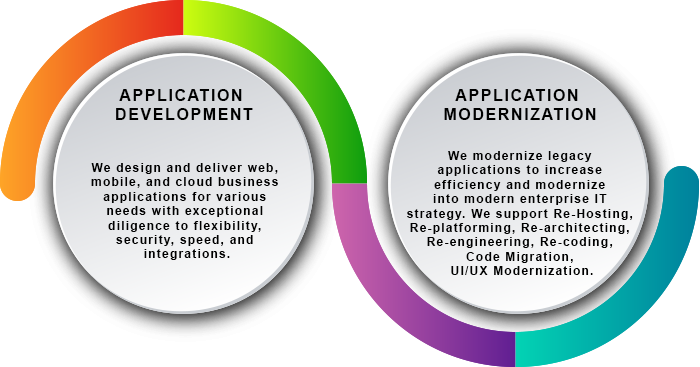 APPLICATION
DEVELOPMENT
We design and deliver web,
mobile, and cloud business
applications for various
needs with exceptional
diligence to flexibility,
security, speed, and
integrations.
APPLICATION
MODERNIZATION
We modernize legacy
applications to increase
efficiency and modernize
into modern enterprise IT
strategy. We support Re-Hosting,
Re-platforming, Re-architecting,
Re-engineering, Re-coding,
Code Migration,
UI/UX Modernization.